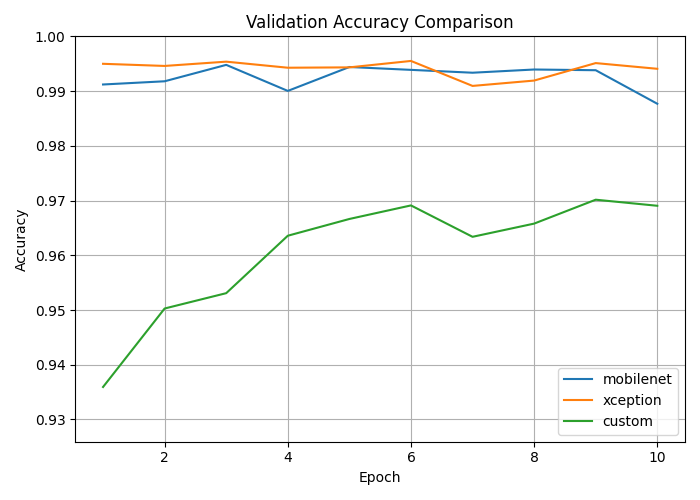 Validation Accuracy Comparison
1.00
0.99
0.98
0.97
0.96
0.95
0.94
0.93
Accuracy
2 4 6 8 10
Epoch
mobilenet
xception
custom